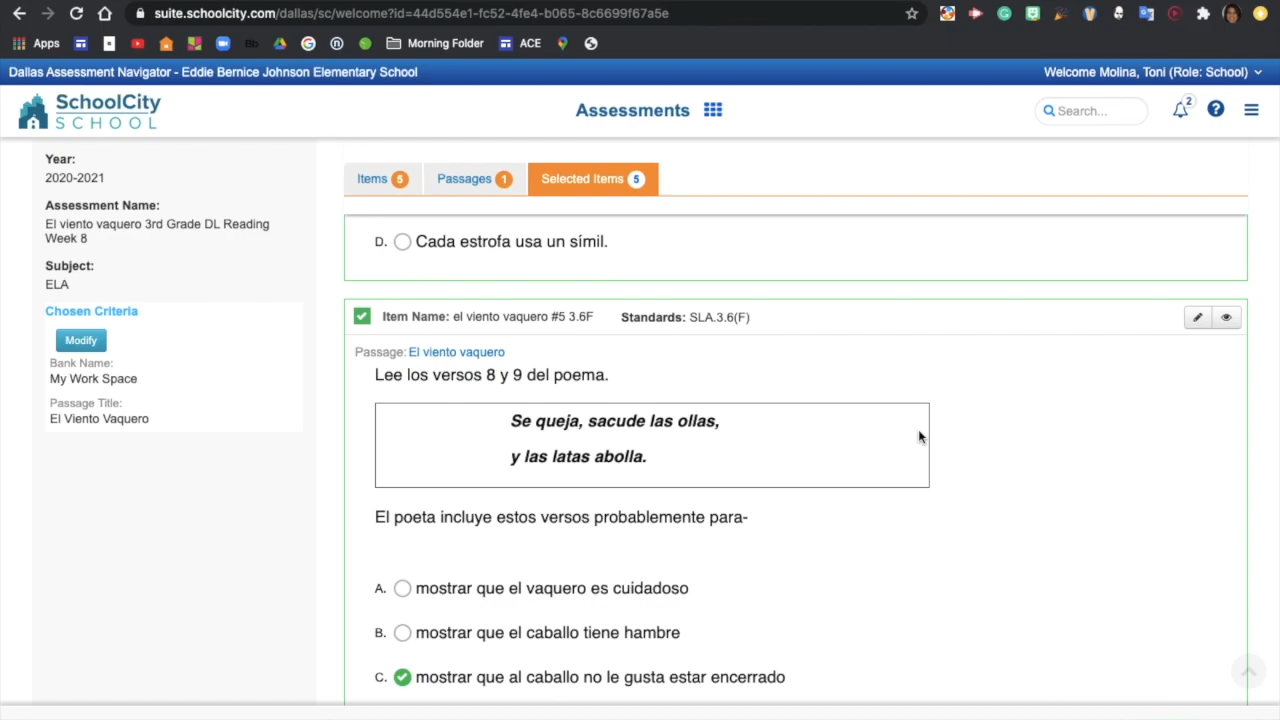 suite.schoolcity.com/dallas/sc/welcome?id=44d554e1-fc52-4fe4-b065-8c6699f67a5e
Apps
Bb
Morning Folder
ACE
Dallas Assessment Navigator - Eddie Bernice Johnson Elementary School
Welcome Molina, Toni (Role: School)
SchoolCity
SCHOOL
Assessments
Search...
2
Year:
2020-2021
Assessment Name:
El viento vaquero 3rd Grade DL Reading
Week 8
Subject:
ELA
Chosen Criteria
Modify
Bank Name:
My Work Space
Passage Title:
El Viento Vaquero
Items 5
Passages 1
Selected Items 5
D. Cada estrofa usa un símil.
Item Name: el viento vaquero #5 3.6F Standards: SLA.3.6(F)
Passage: El viento vaquero
Lee los versos 8 y 9 del poema.
Se queja, sacude las ollas,
y las latas abolla.
El poeta incluye estos versos probablemente para-
A. mostrar que el vaquero es cuidadoso
B. mostrar que el caballo tiene hambre
C. mostrar que al caballo no le gusta estar encerrado